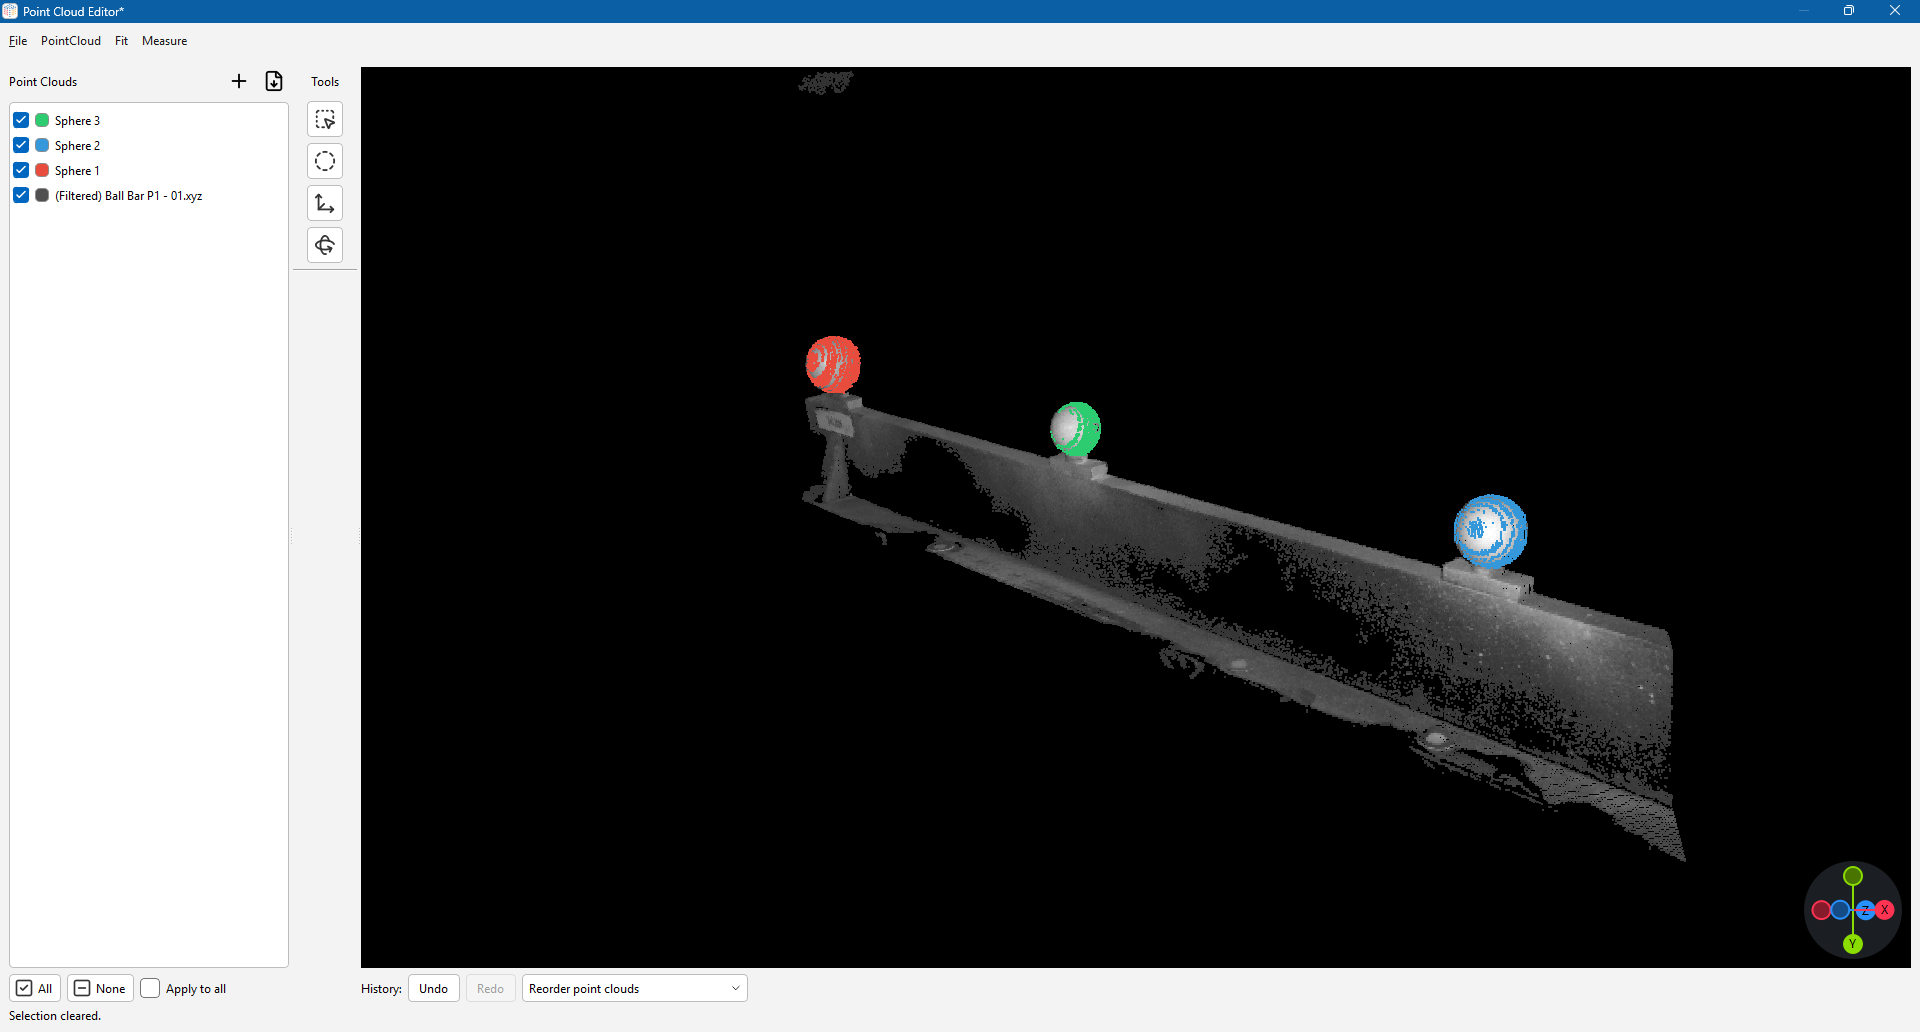 Point Cloud Editor*
File PointCloud Fit Measure
Point Clouds
Tools
Sphere 3
Sphere 2
Sphere 1
(Filtered) Ball Bar P1 - 01.xyz
Z X
Y
All None Apply to all
History: Undo Redo Reorder point clouds
Selection cleared.